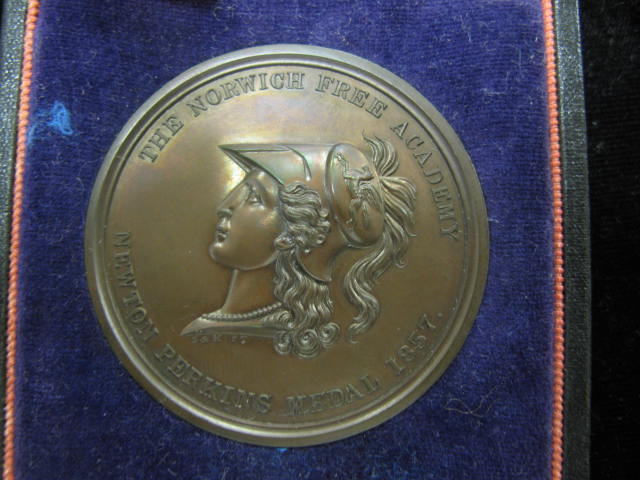 THE NORWICH FREE ACADEMY
NEWTON PERKINS MEDAL 1857.